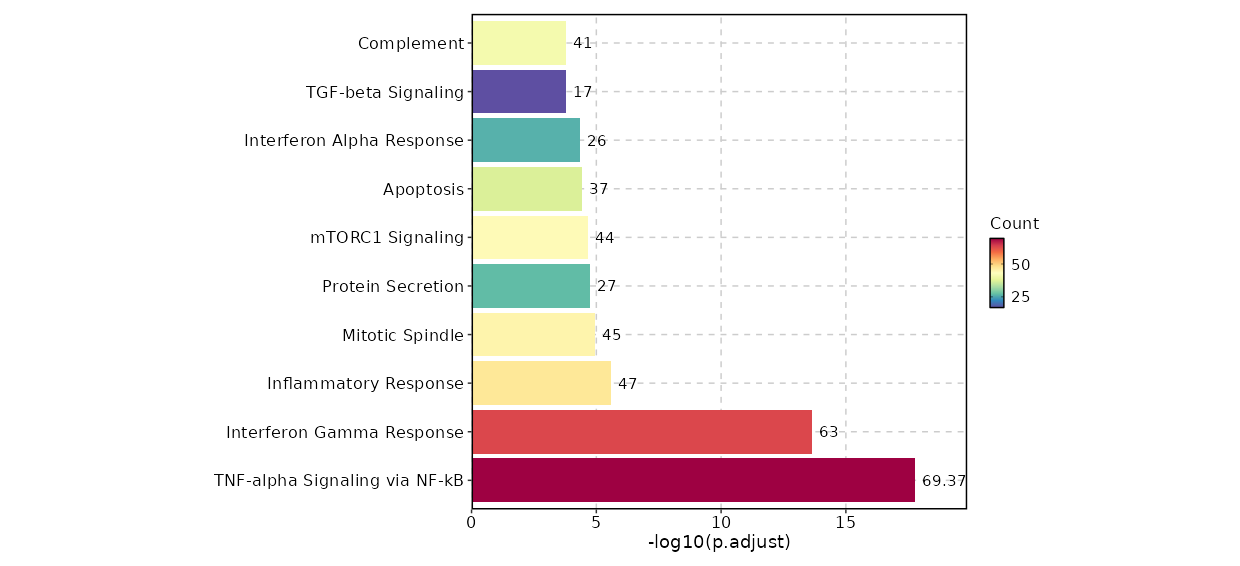 Complement 41
TGF-beta Signaling 17
Interferon Alpha Response 26
Apoptosis 37
mTORC1 Signaling 44
Protein Secretion 27
Mitotic Spindle 45
Inflammatory Response 47
Interferon Gamma Response 63
TNF-alpha Signaling via NF-kB 69.37
0 5 10 15
-log10(p.adjust)
Count
50
25